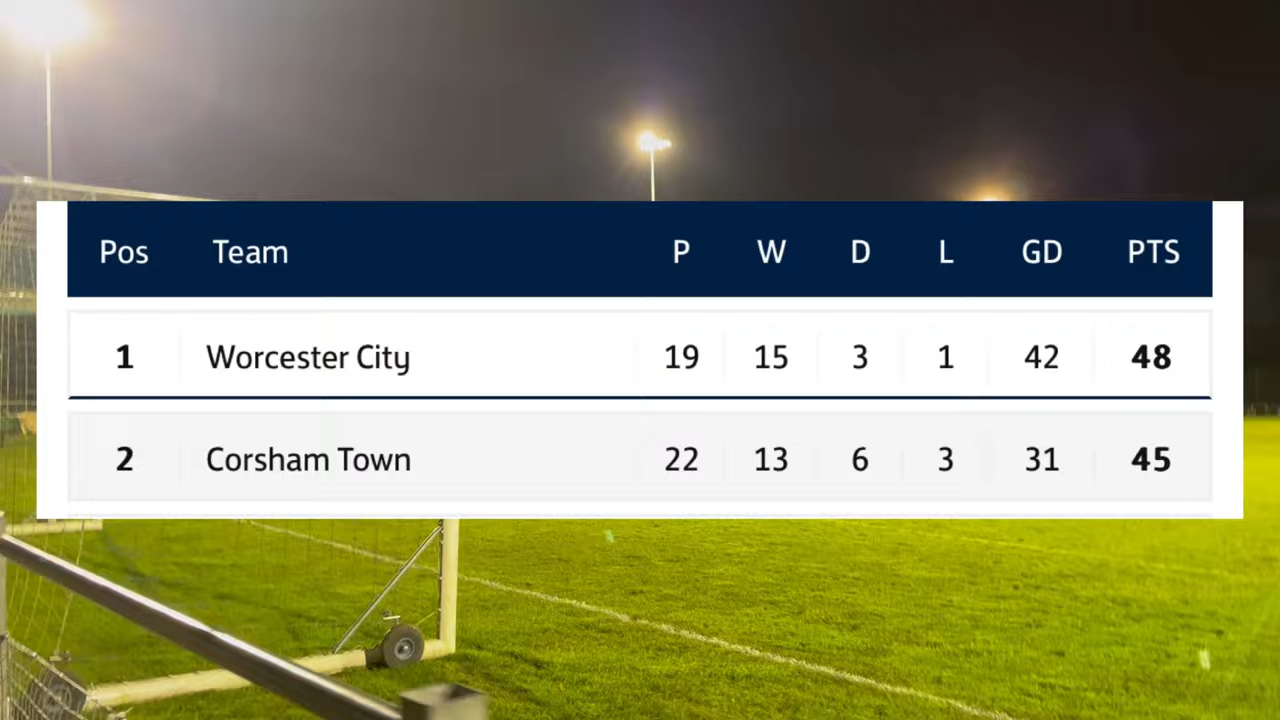 Pos Team P W D L GD PTS
1 Worcester City 19 15 3 1 42 48
2 Corsham Town 22 13 6 3 31 45